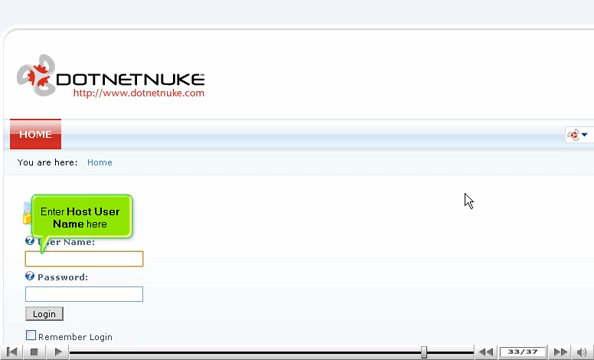 DOTNETNUKE
http://www.dotnetnuke.com
HOME
You are here: Home
Enter Host User
Name here
User Name:
Password:
Login
Remember Login
33/37